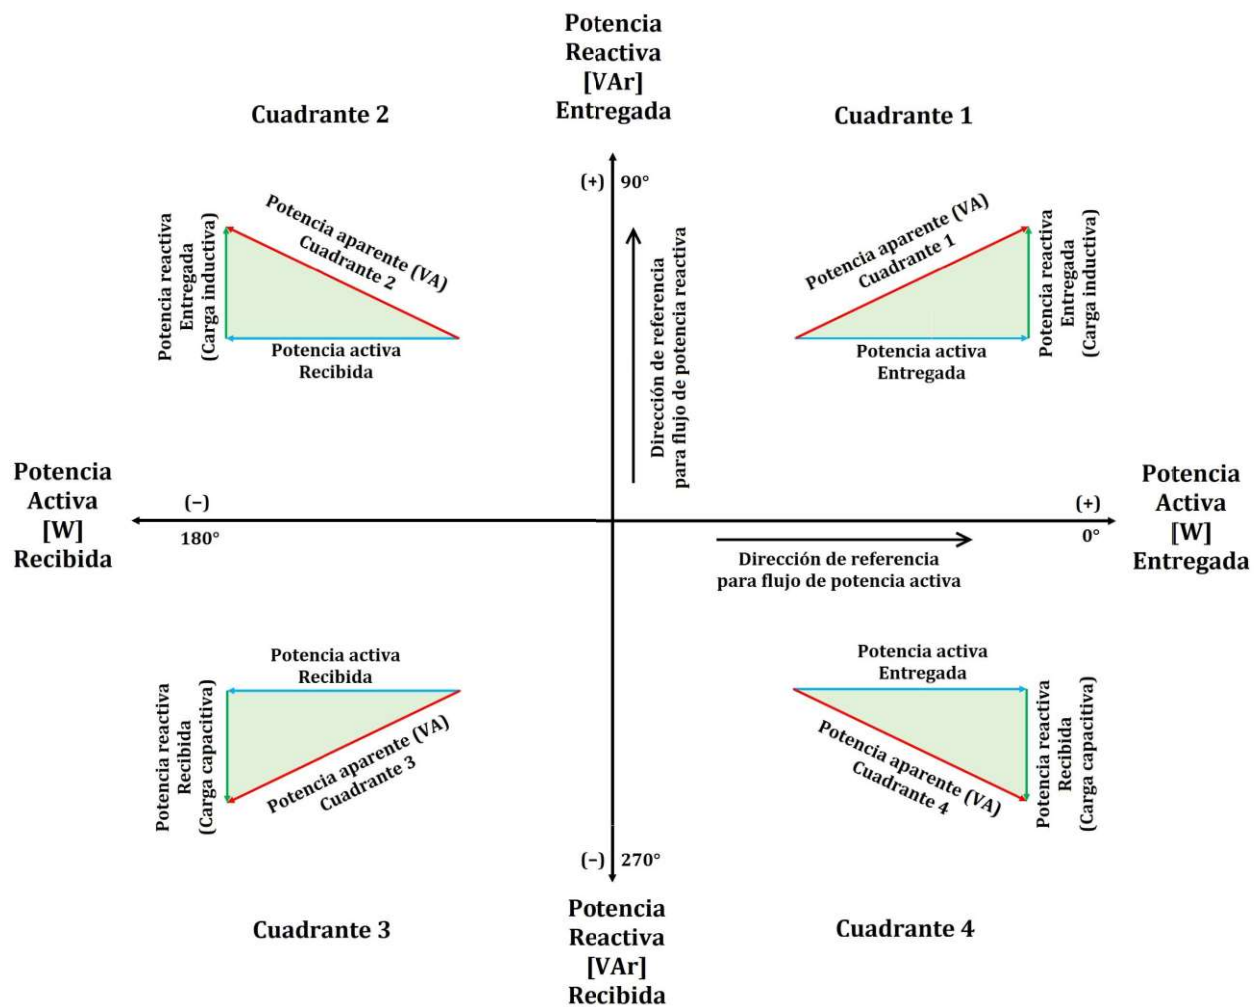 Potencia
Reactiva
[VAr]
Entregada
Cuadrante 2
Cuadrante 1
(+)
90°
Potencia reactiva
Entregada
(Carga inductiva)
Potencia aparente (VA)
Cuadrante 2
Potencia activa
Recibida
Dirección de referencia
para flujo de potencia reactiva
Potencia aparente (VA)
Cuadrante 1
Potencia activa
Entregada
Potencia reactiva
Entregada
(Carga inductiva)
Potencia
Activa
[W]
Recibida
(−)
180°
(+)
0°
Potencia
Activa
[W]
Entregada
Dirección de referencia
para flujo de potencia activa
Potencia activa
Recibida
Potencia reactiva
Recibida
(Carga capacitiva)
Potencia aparente (VA)
Cuadrante 3
Potencia activa
Entregada
Potencia aparente (VA)
Cuadrante 4
Potencia reactiva
Recibida
(Carga capacitiva)
(−)
270°
Cuadrante 3
Cuadrante 4
Potencia
Reactiva
[VAr]
Recibida